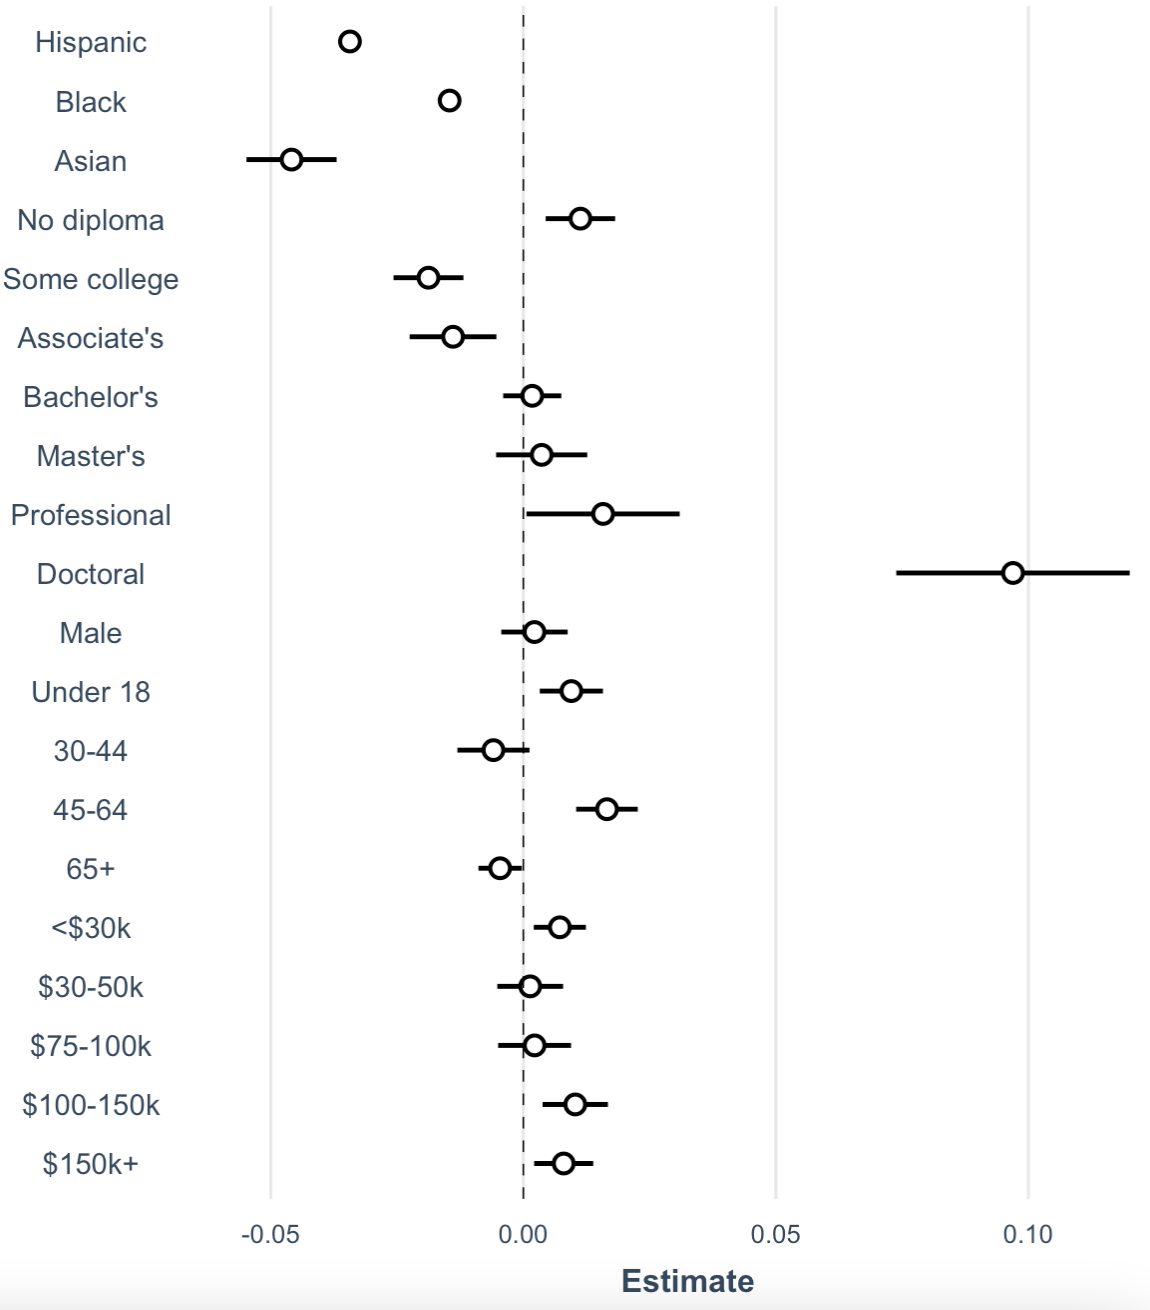 Hispanic
Black
Asian
No diploma
Some college
Associate's
Bachelor's
Master's
Professional
Doctoral
Male
Under 18
30-44
45-64
65+
<$30k
$30-50k
$75-100k
$100-150k
$150k+
-0.05 0.00 0.05 0.10
Estimate